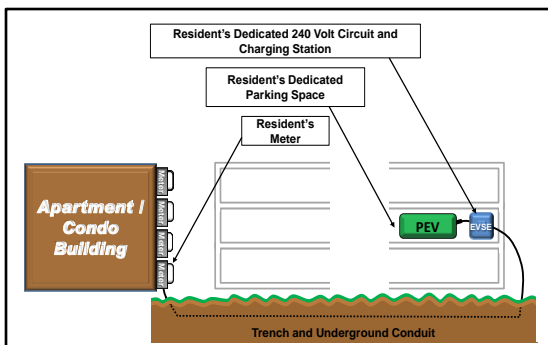 Resident's Dedicated 240 Volt Circuit and
Charging Station
Resident's Dedicated
Parking Space
Resident's
Meter
Meter
Meter
Meter
Meter
Apartment /
Condo
Building
PEV
EVSE
Trench and Underground Conduit